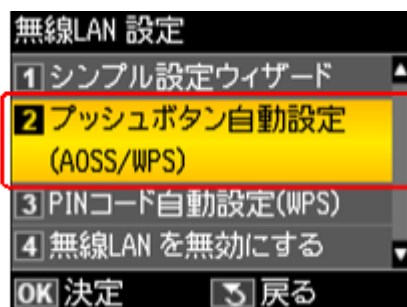 無線LAN 設定
1 シンプル設定ウィザード
2 プッシュボタン自動設定
(AOSS/WPS)
3 PINコード自動設定(WPS)
4 無線LAN を無効にする
OK 決定 戻る